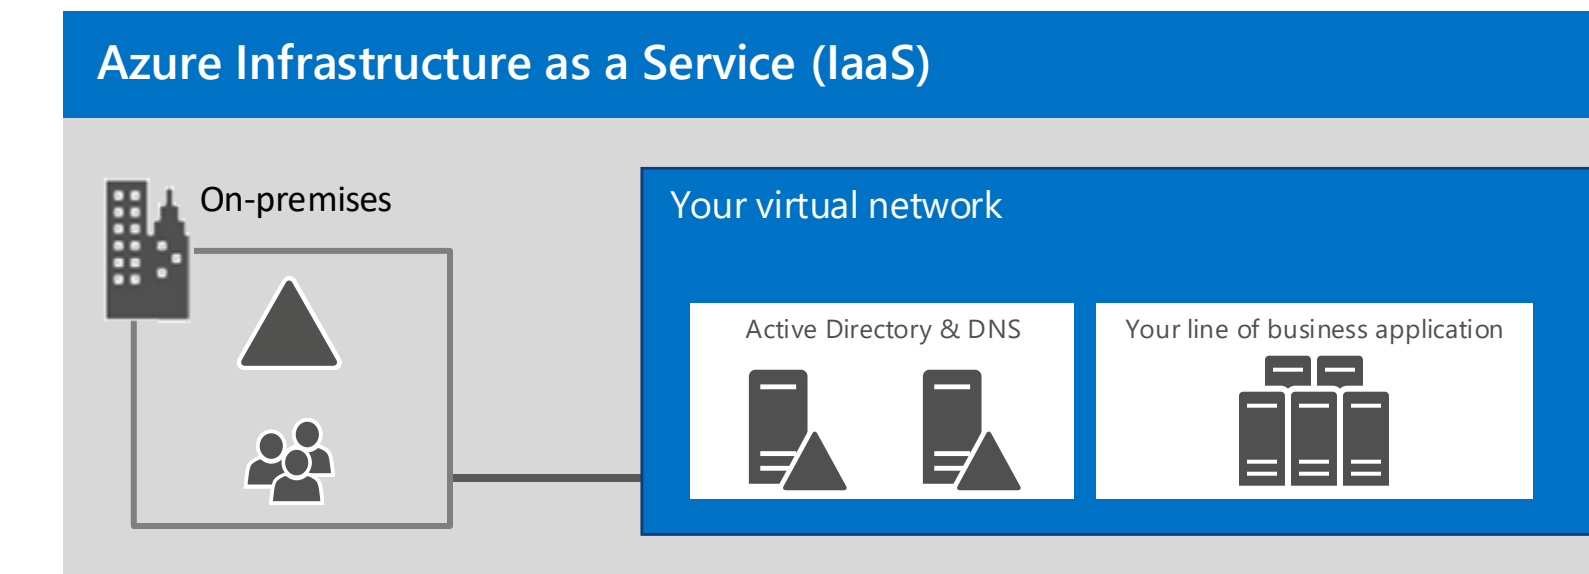 Azure Infrastructure as a Service (IaaS)
On-premises
Your virtual network
Active Directory & DNS
Your line of business application